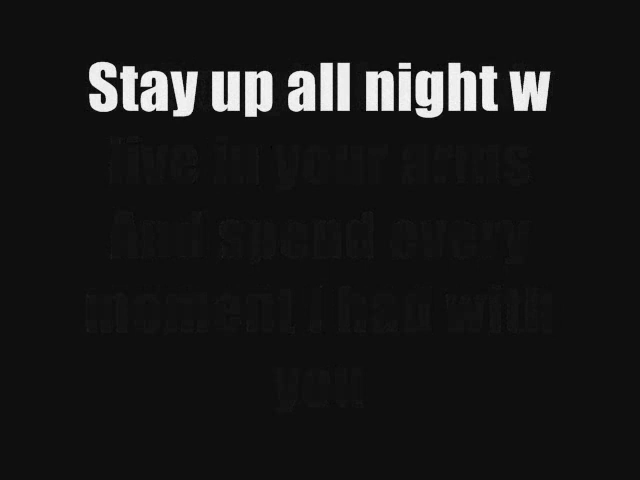 Stay up all night w
live in your arms
And spend every
moment I had with
you